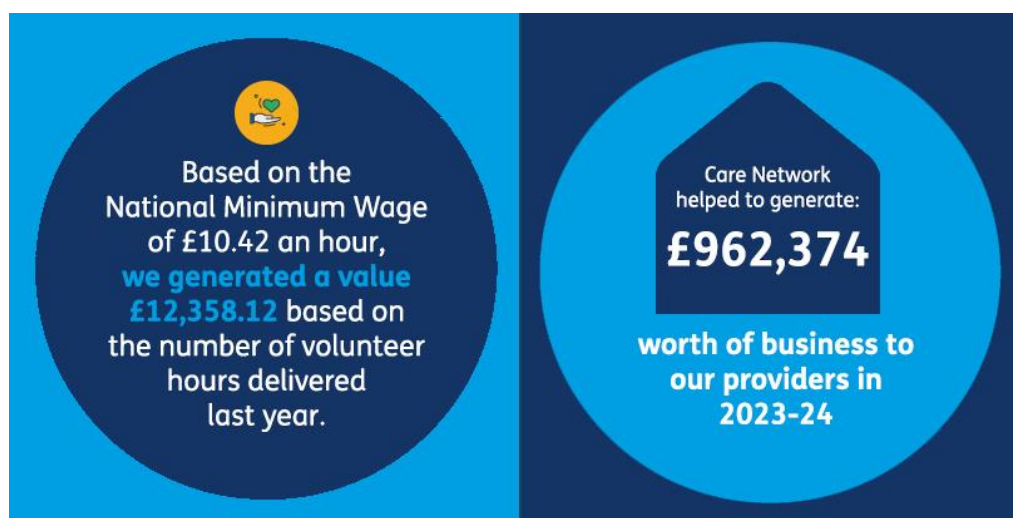 Based on the
National Minimum Wage
of £10.42 an hour,
we generated a value
£12,358.12 based on
the number of volunteer
hours delivered
last year.
Care Network
helped to generate:
£962,374
worth of business to
our providers in
2023-24